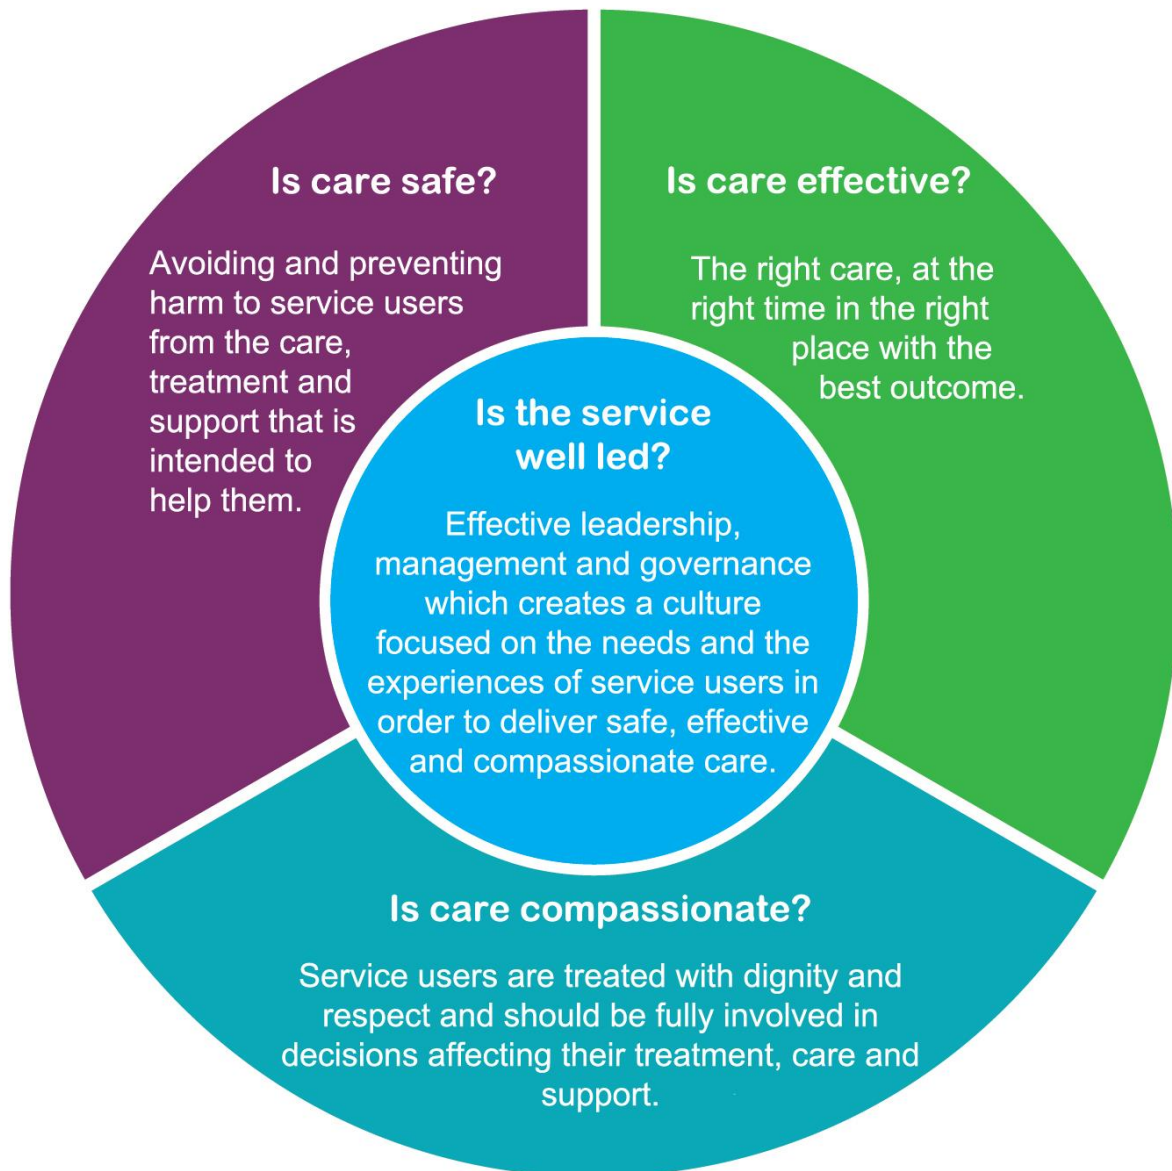 Is care safe?
Avoiding and preventing
harm to service users
from the care,
treatment and
support that is
intended to
help them.
Is care effective?
The right care, at the
right time in the right
place with the
best outcome.
Is the service
well led?
Effective leadership,
management and governance
which creates a culture
focused on the needs and the
experiences of service users in
order to deliver safe, effective
and compassionate care.
Is care compassionate?
Service users are treated with dignity and
respect and should be fully involved in
decisions affecting their treatment, care and
support.